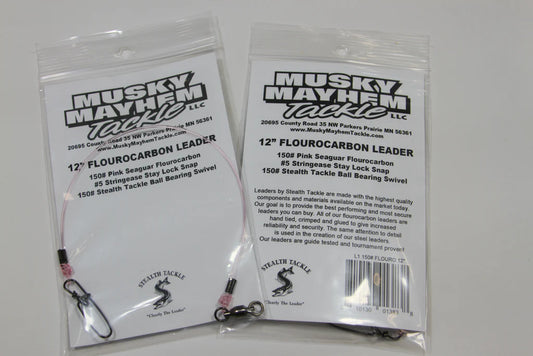 MUSKY
MAYHEM
Tackle LLC
20695 County Road 35 NW Parkers Prairie MN 56361
www.MuskyMayhemTackle.com
12" FLOUROCARBON LEADER
150# Pink Seaguar Flourocarbon
#5 Stringease Stay Lock Snap
150# Stealth Tackle Ball Bearing Swivel
STEALTH TACKLE
"Clearly The Leader"
MUSKY
MAYHEM
Tackle LLC
20695 County Road 35 NW Parkers Prairie MN 56361
www.MuskyMayhemTackle.com
12" FLOUROCARBON LEADER
150# Pink Seaguar Flourocarbon
#5 Stringease Stay Lock Snap
150# Stealth Tackle Ball Bearing Swivel
Leaders by Stealth Tackle are made with the highest quality
components and materials available on the market today.
Our goal is to provide the best performing and most secure
leaders you can buy. All of our flourocarbon leaders are
hand tied, crimped and glued to give increased
reliability and security. The same attention to detail
is used in the creation of our steel leaders.
Our leaders are guide tested and tournament proven!
STEALTH TACKLE
"Clearly The Leader"
L1 150# FLOURO 12"